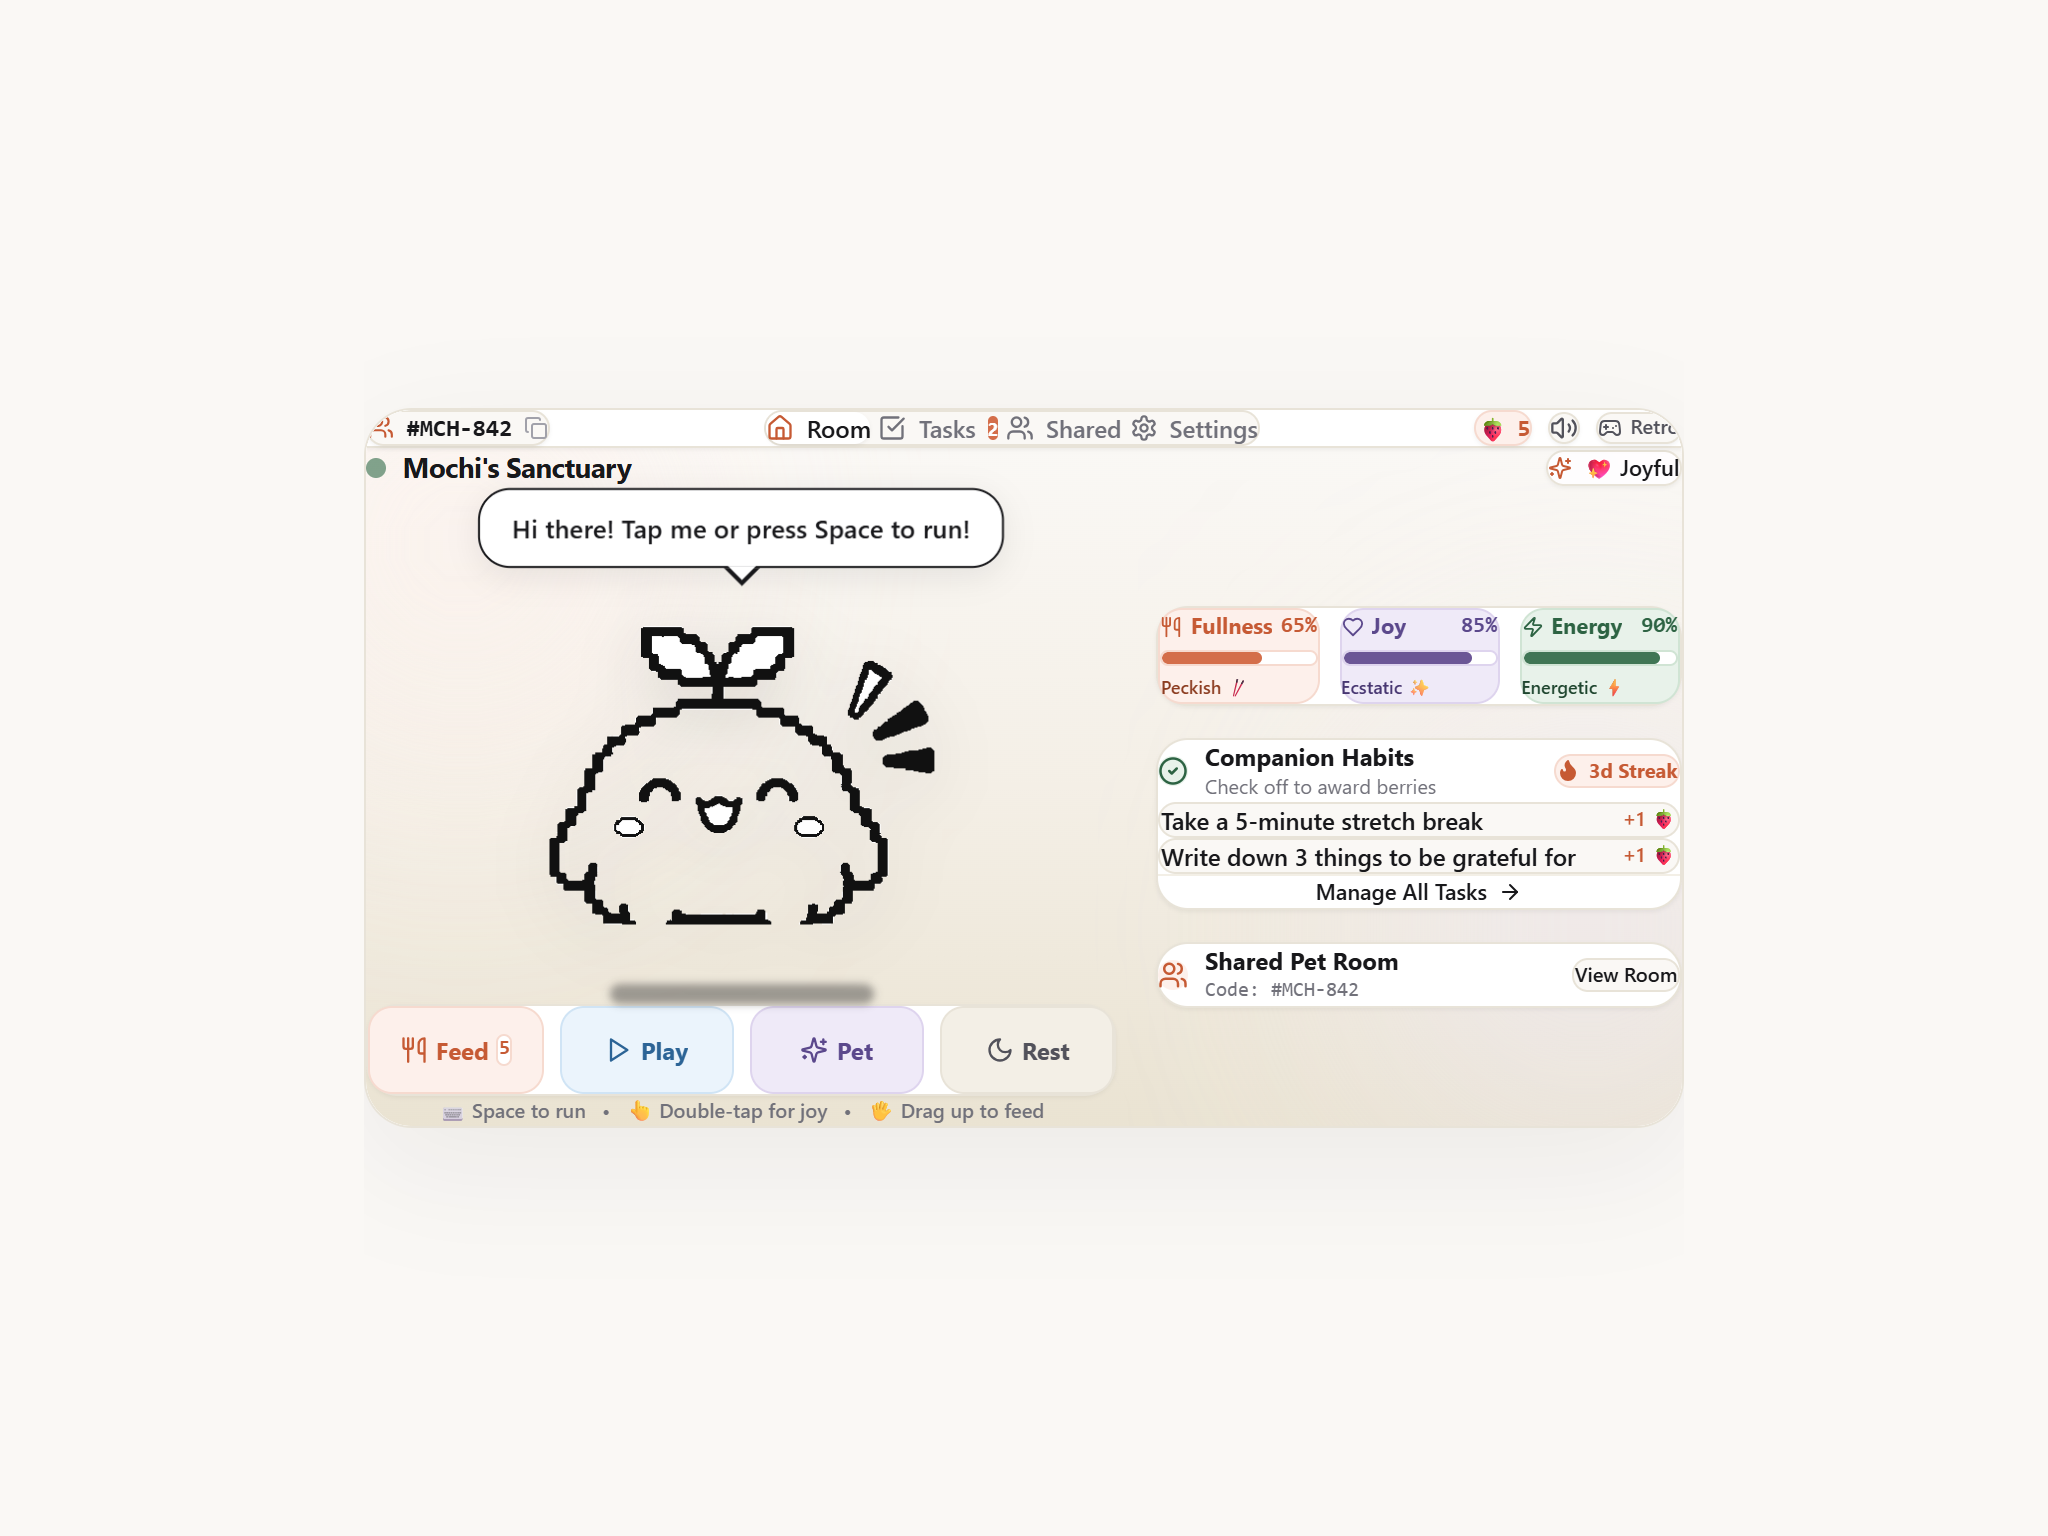 #MCH-842
Room Tasks 2 Shared Settings
🍓 5
Retro
Mochi's Sanctuary
💖 Joyful
Hi there! Tap me or press Space to run!
Fullness 65%
Peckish 🥢
Joy 85%
Ecstatic ✨
Energy 90%
Energetic ⚡
Companion Habits
Check off to award berries
3d Streak
Take a 5-minute stretch break +1 🍓
Write down 3 things to be grateful for +1 🍓
Manage All Tasks →
Shared Pet Room
Code: #MCH-842
View Room
Feed 5
Play
Pet
Rest
⌨️ Space to run • 👆 Double-tap for joy • 🖐 Drag up to feed